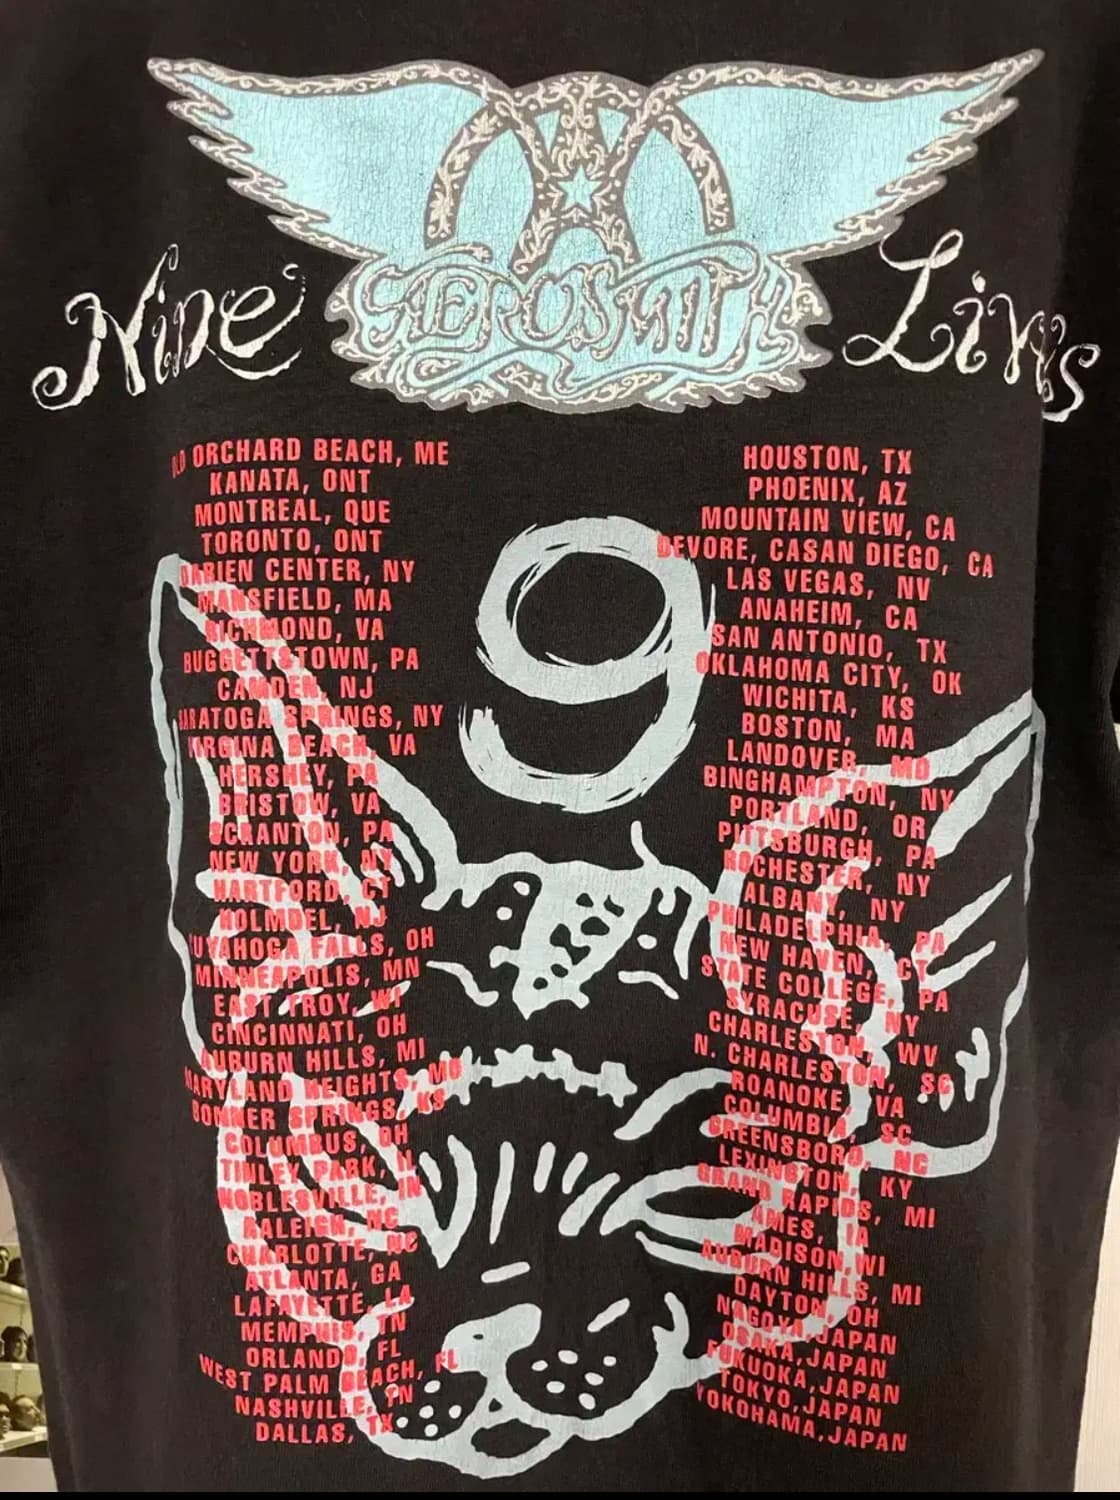 Nine AEROSMITH Lives
OLD ORCHARD BEACH, ME
KANATA, ONT
MONTREAL, QUE
TORONTO, ONT
DARIEN CENTER, NY
MANSFIELD, MA
RICHMOND, VA
BUGGETTSTOWN, PA
CAMDEN, NJ
SARATOGA SPRINGS, NY
VIRGINA BEACH, VA
HERSHEY, PA
BRISTOW, VA
SCRANTON, PA
NEW YORK, NY
HARTFORD, CT
HOLMDEL, NJ
CUYAHOGA FALLS, OH
MINNEAPOLIS, MN
EAST TROY, WI
CINCINNATI, OH
AUBURN HILLS, MI
MARYLAND HEIGHTS, MO
BONNER SPRINGS, KS
COLUMBUS, OH
TINLEY PARK, IL
NOBLESVILLE, IN
RALEIGH, NC
CHARLOTTE, NC
ATLANTA, GA
LAFAYETTE, LA
MEMPHIS, TN
ORLANDO, FL
WEST PALM BEACH, FL
NASHVILLE, TN
DALLAS, TX
9
HOUSTON, TX
PHOENIX, AZ
MOUNTAIN VIEW, CA
DEVORE, CASAN DIEGO, CA
LAS VEGAS, NV
ANAHEIM, CA
SAN ANTONIO, TX
OKLAHOMA CITY, OK
WICHITA, KS
BOSTON, MA
LANDOVER, MD
BINGHAMPTON, NY
PORTLAND, OR
PITTSBURGH, PA
ROCHESTER, NY
ALBANY, NY
PHILADELPHIA, PA
NEW HAVEN, CT
STATE COLLEGE, PA
SYRACUSE, NY
CHARLESTON, WV
N. CHARLESTON, SC
ROANOKE, VA
COLUMBIA, SC
GREENSBORO, NC
LEXINGTON, KY
GRAND RAPIDS, MI
AMES, IA
MADISON,WI
AUBURN HILLS, MI
DAYTON, OH
NAGOYA,JAPAN
OSAKA,JAPAN
FUKUOKA,JAPAN
TOKYO,JAPAN
YOKOHAMA,JAPAN